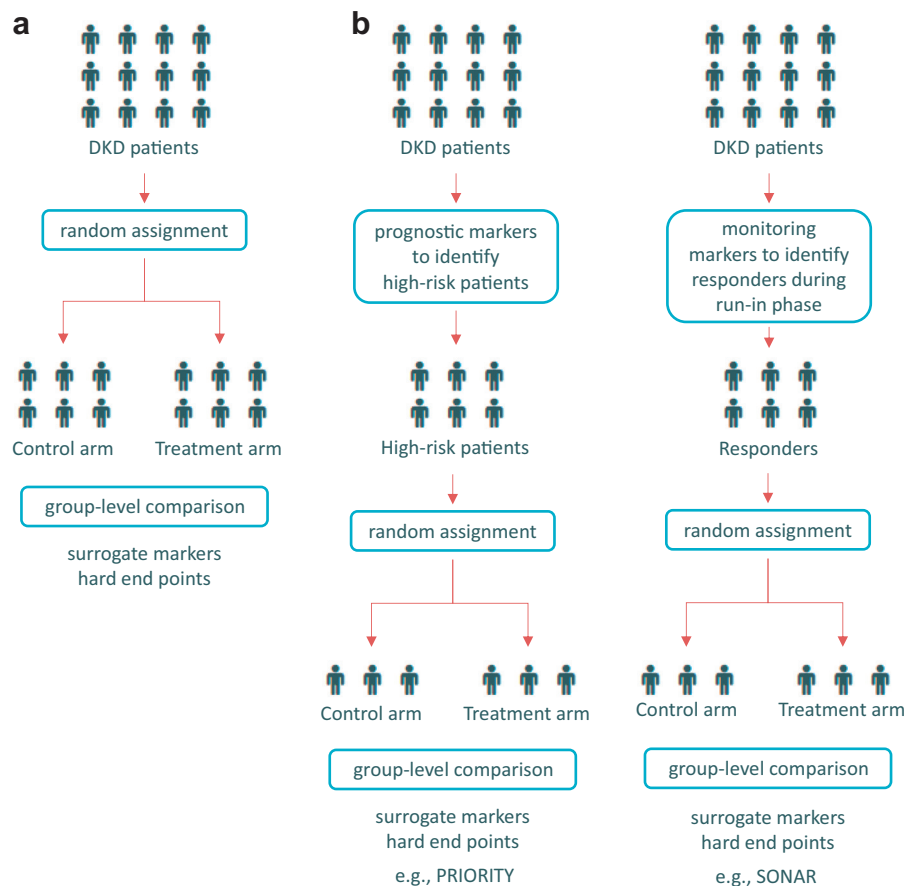 a
DKD patients
random assignment
Control arm
Treatment arm
group-level comparison
surrogate markers
hard end points
b
DKD patients
prognostic markers
to identify
high-risk patients
High-risk patients
random assignment
Control arm
Treatment arm
group-level comparison
surrogate markers
hard end points
e.g., PRIORITY
DKD patients
monitoring
markers to identify
responders during
run-in phase
Responders
random assignment
Control arm
Treatment arm
group-level comparison
surrogate markers
hard end points
e.g., SONAR